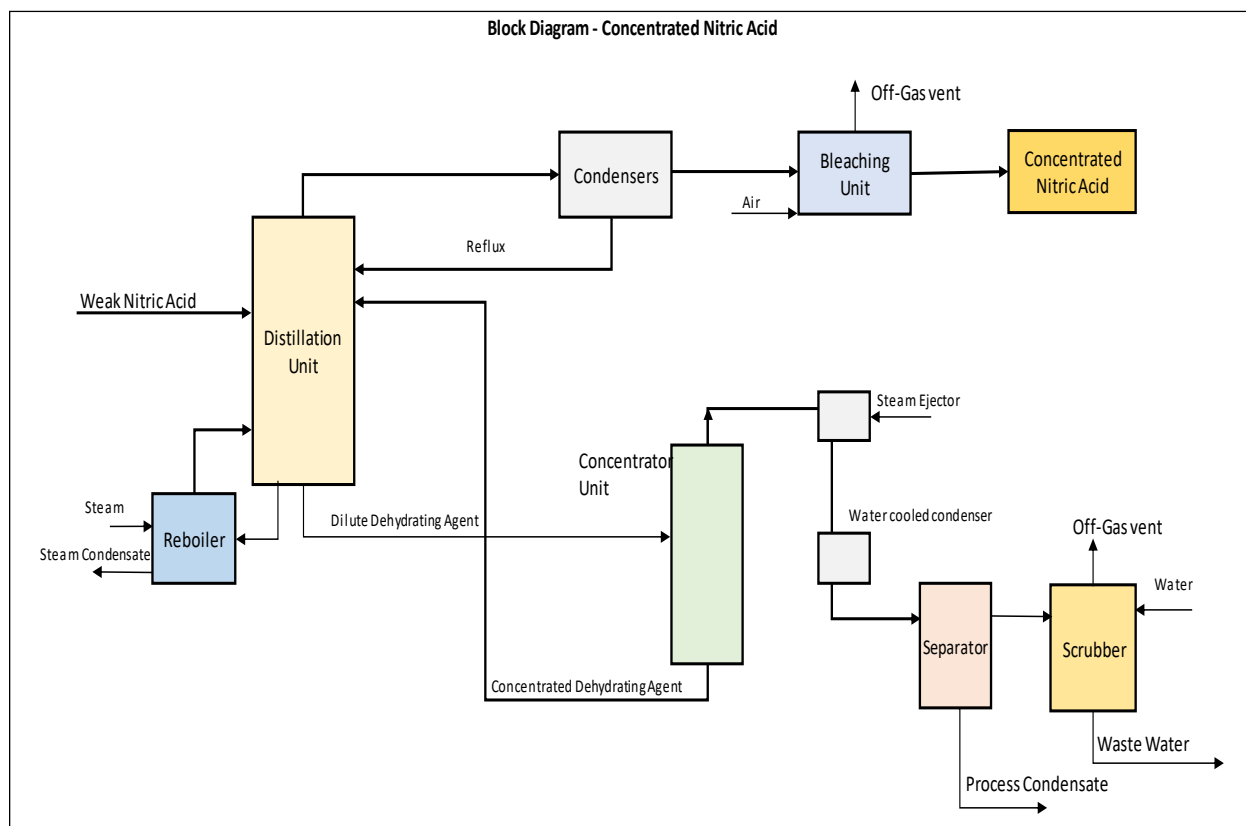 Block Diagram - Concentrated Nitric Acid
Off-Gas vent
Condensers
Bleaching
Unit
Concentrated
Nitric Acid
Air
Reflux
Weak Nitric Acid
Distillation
Unit
Steam Ejector
Concentrator
Unit
Steam
Dilute Dehydrating Agent
Water cooled condenser
Off-Gas vent
Reboiler
Steam Condensate
Water
Separator
Scrubber
Concentrated Dehydrating Agent
Waste Water
Process Condensate